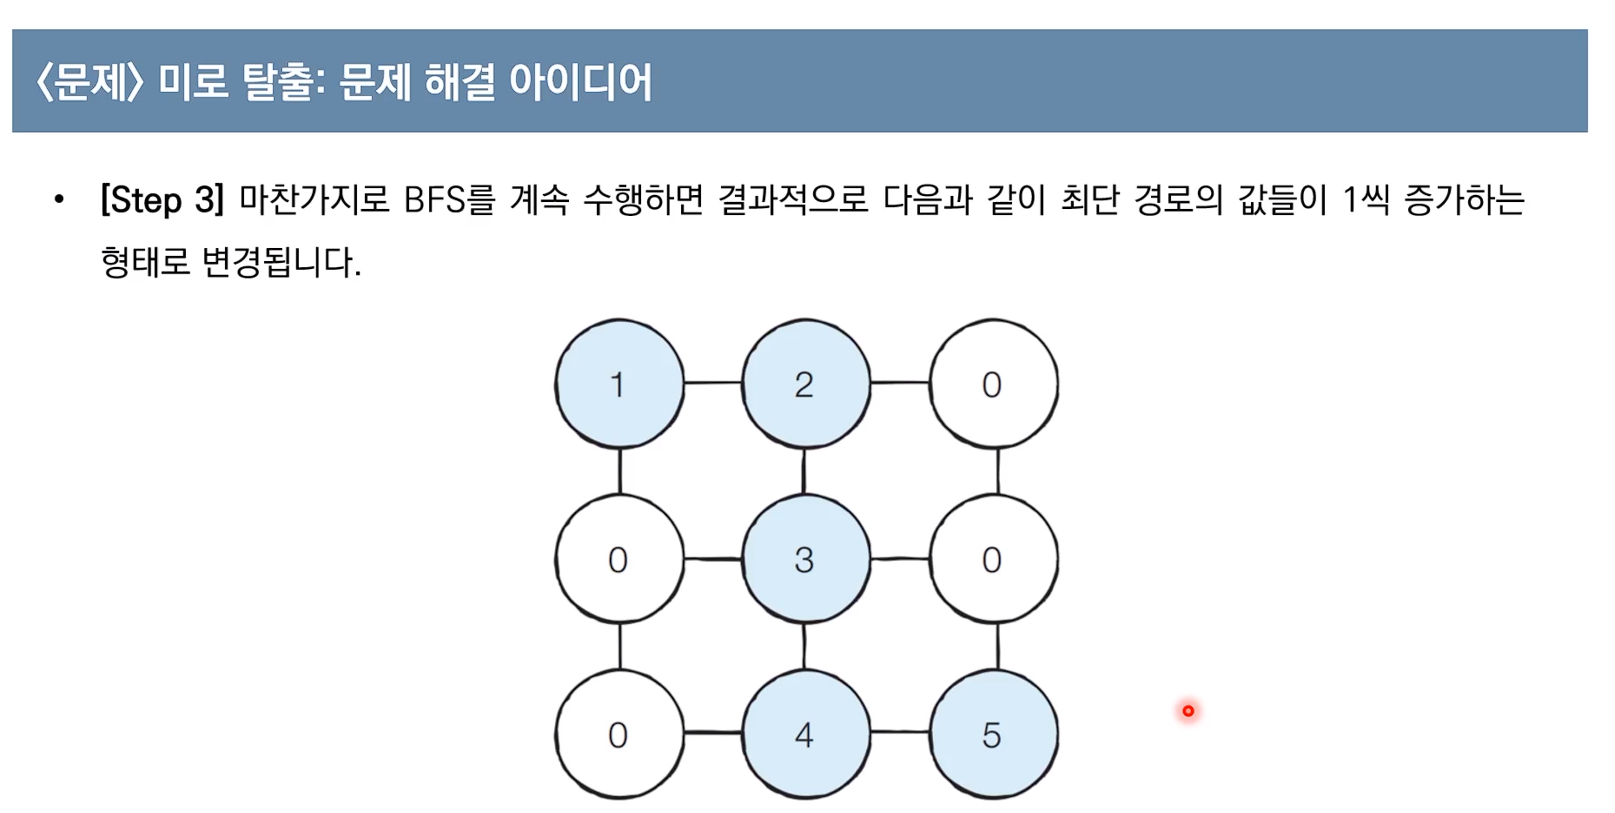 <문제> 미로 탈출: 문제 해결 아이디어
• [Step 3] 마찬가지로 BFS를 계속 수행하면 결과적으로 다음과 같이 최단 경로의 값들이 1씩 증가하는
형태로 변경됩니다.
1 2 0
0 3 0
0 4 5